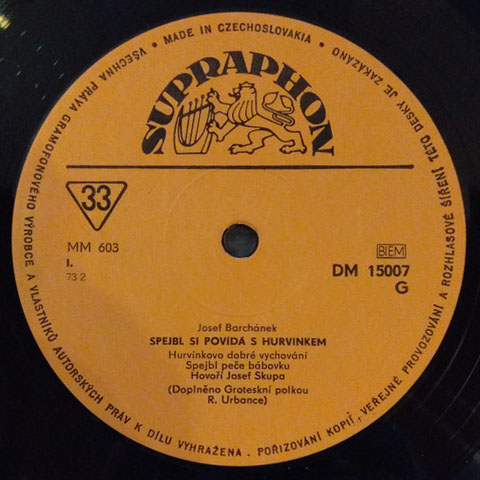 VŠECHNA PRÁVA GRAMOFONOVÉHO VÝROBCE A VLASTNÍKŮ AUTORSKÝCH PRÁV K DÍLU VYHRAŽENA . POŘIZOVÁNÍ KOPIÍ, VEŘEJNÉ PROVOZOVÁNÍ A ROZHLASOVÉ ŠÍŘENÍ TÉTO DESKY JE ZAKÁZÁNO • MADE IN CZECHOSLOVAKIA •
SUPRAPHON
33
MM 603
I.
73 2
BIEM
DM 15007
G
Josef Barchánek
SPEJBL SI POVÍDÁ S HURVINKEM
Hurvínkovo dobré vychování
Spejbl peče bábovku
Hovoří Josef Skupa
(Doplněno Groteskní polkou
R. Urbance)